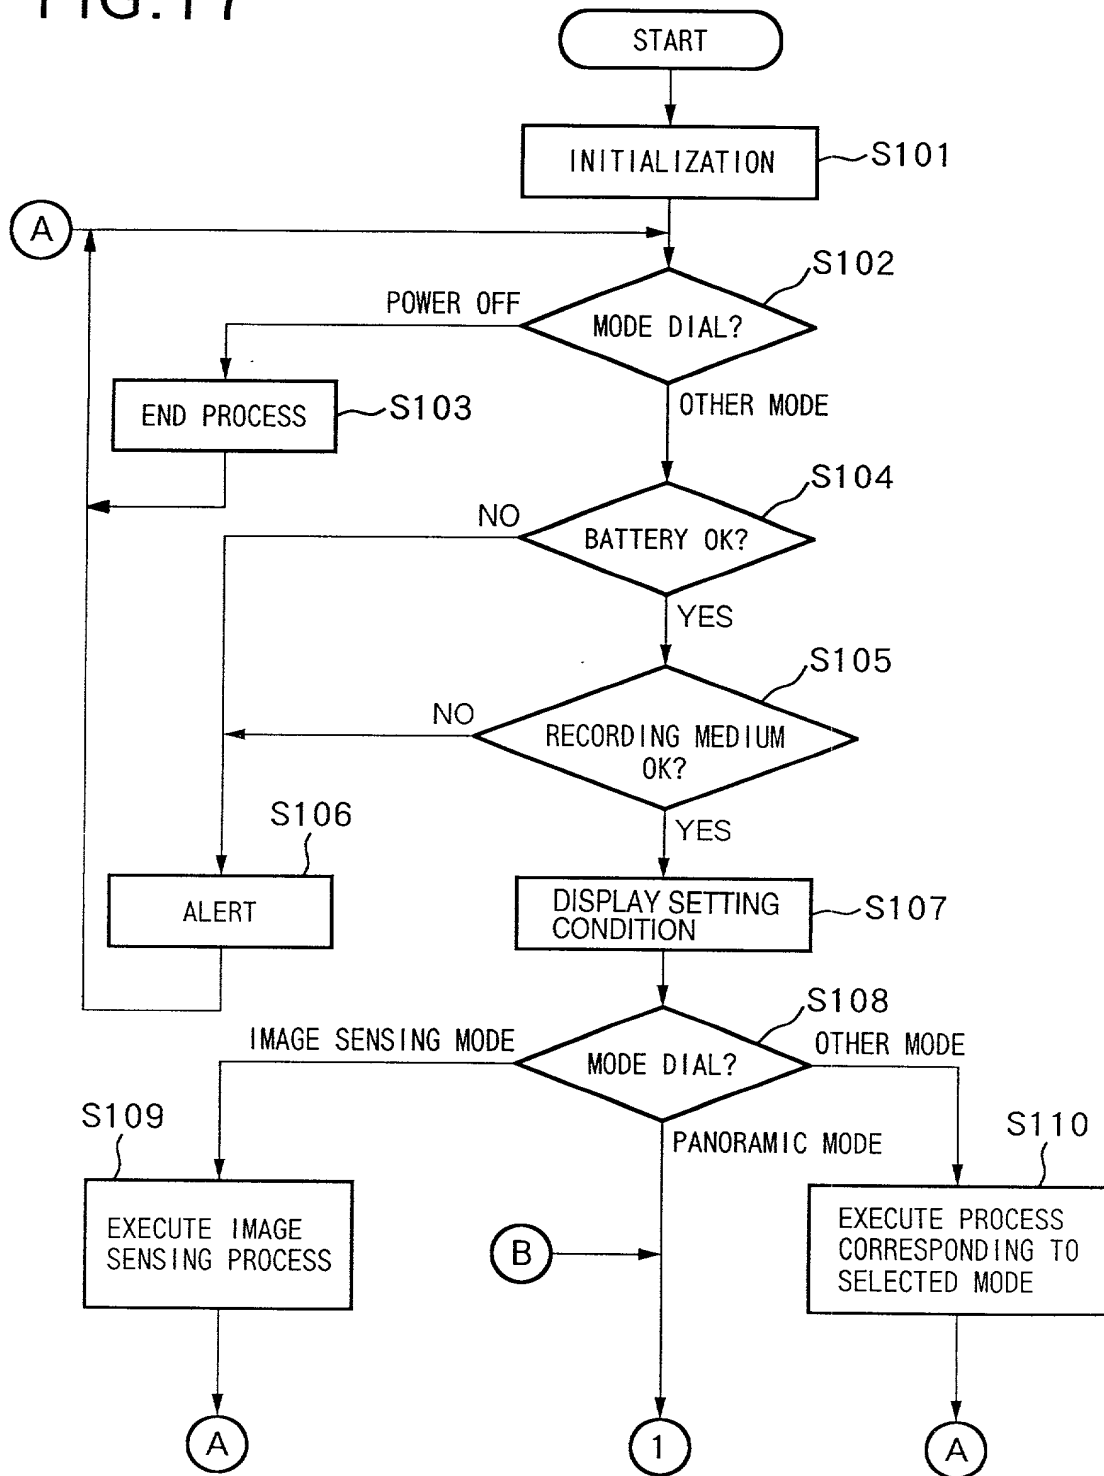 FIG. 17
START
INITIALIZATION
S101
A
S102
POWER OFF
MODE DIAL?
END PROCESS
S103
OTHER MODE
S104
NO
BATTERY OK?
YES
S105
NO
RECORDING MEDIUM
OK?
S106
YES
ALERT
DISPLAY SETTING
CONDITION
S107
S108
IMAGE SENSING MODE
MODE DIAL?
OTHER MODE
S109
PANORAMIC MODE
S110
EXECUTE IMAGE
SENSING PROCESS
B
EXECUTE PROCESS
CORRESPONDING TO
SELECTED MODE
A
1
A